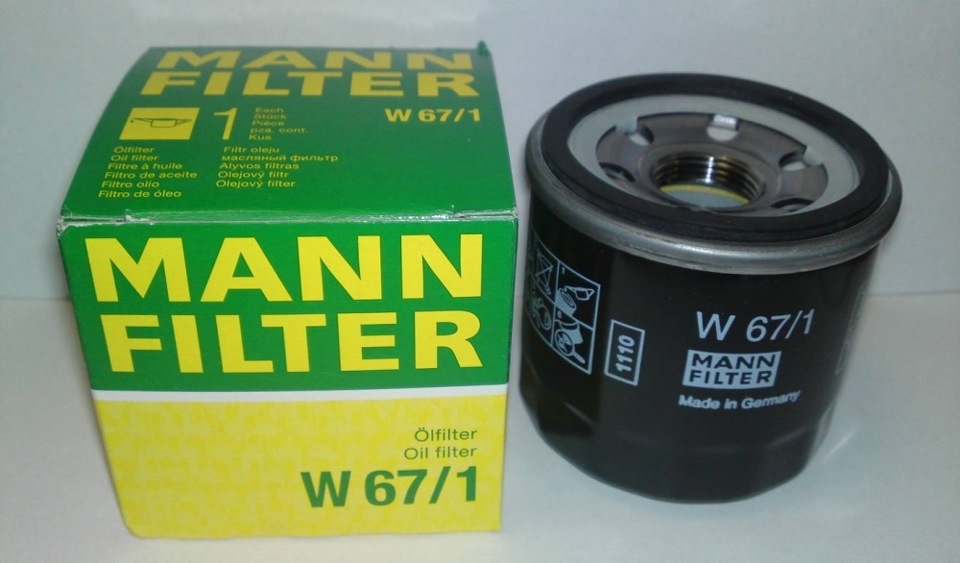 MANN
FILTER
1
Each
Stück
Pièce
pza. cont.
Kus
W 67/1
Ölfilter
Oil filter
Filtre à huile
Filtro de aceite
Filtro olio
Filtro de óleo
Filtr oleju
масляный фильтр
Alyvos filtras
Olejový filtr
Olejový filter
MANN
FILTER
Ölfilter
Oil filter
W 67/1
1110
W 67/1
MANN
FILTER
Made in Germany